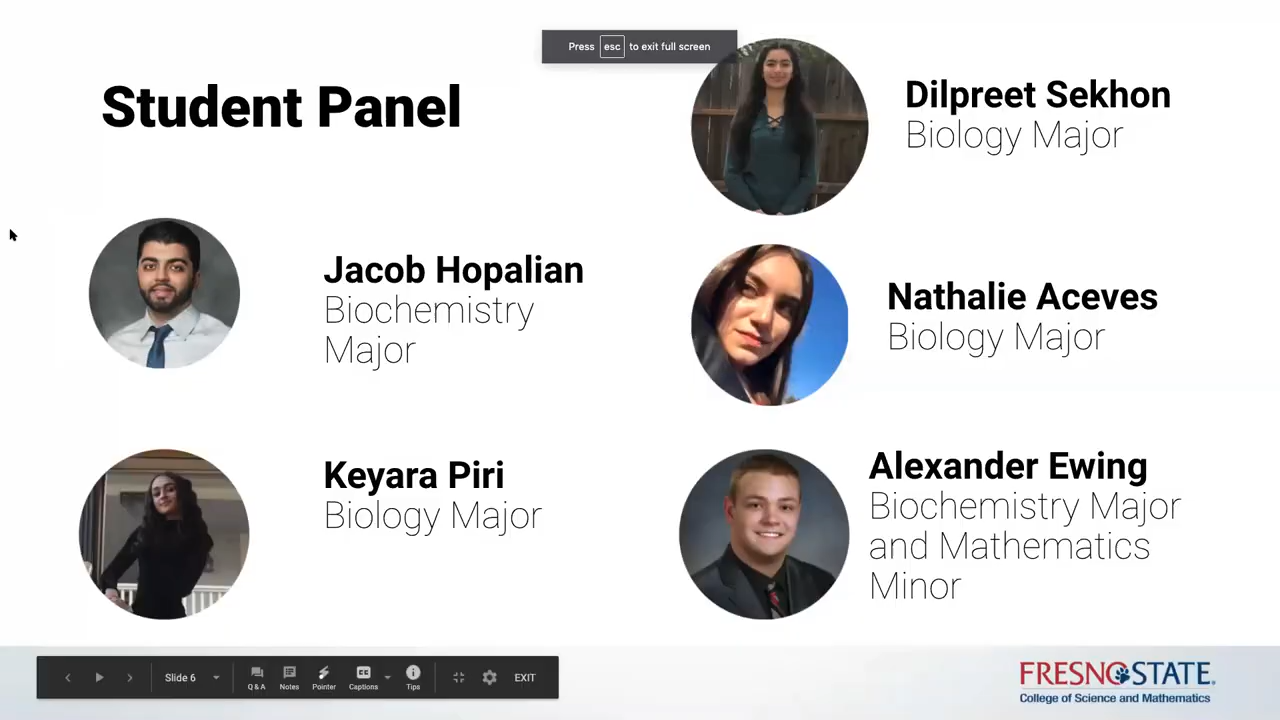 Press esc to exit full screen
Student Panel
Dilpreet Sekhon
Biology Major
Jacob Hopalian
Biochemistry
Major
Nathalie Aceves
Biology Major
Keyara Piri
Biology Major
Alexander Ewing
Biochemistry Major
and Mathematics
Minor
Slide 6
Q & A
Notes
Pointer
Captions
Tips
EXIT
FRESNO STATE
College of Science and Mathematics